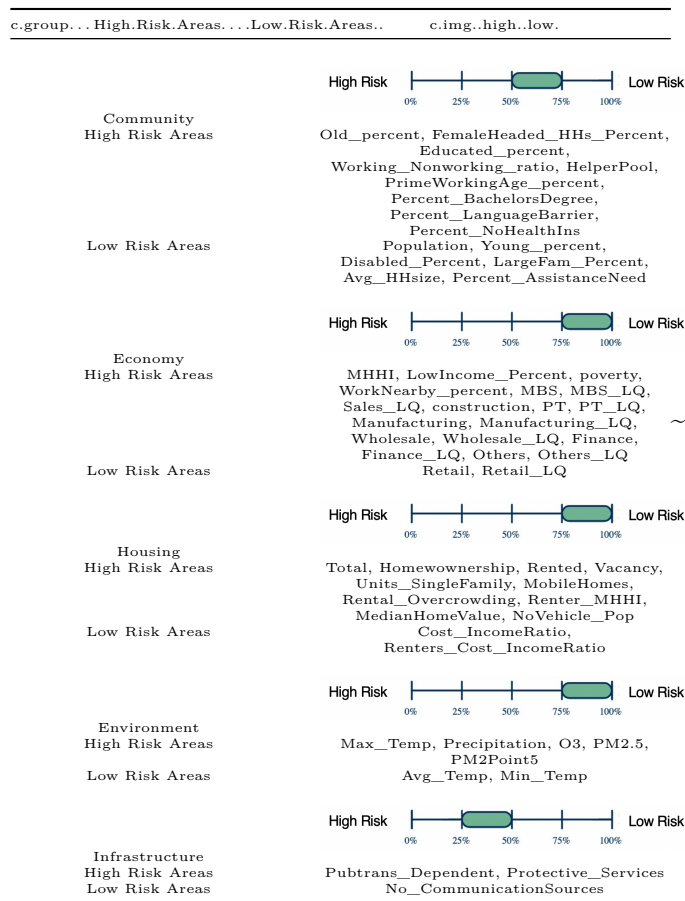 c.group...High.Risk.Areas....Low.Risk.Areas.. c.img..high..low.
High Risk Low Risk
0% 25% 50% 75% 100%
Community
High Risk Areas Old_percent, FemaleHeaded_HHs_Percent,
Educated_percent,
Working_Nonworking_ratio, HelperPool,
PrimeWorkingAge_percent,
Percent_BachelorsDegree,
Percent_LanguageBarrier,
Percent_NoHealthIns
Low Risk Areas Population, Young_percent,
Disabled_Percent, LargeFam_Percent,
Avg_HHsize, Percent_AssistanceNeed
High Risk Low Risk
0% 25% 50% 75% 100%
Economy
High Risk Areas MHHI, LowIncome_Percent, poverty,
WorkNearby_percent, MBS, MBS_LQ,
Sales_LQ, construction, PT, PT_LQ,
Manufacturing, Manufacturing_LQ, ~
Wholesale, Wholesale_LQ, Finance,
Finance_LQ, Others, Others_LQ
Low Risk Areas Retail, Retail_LQ
High Risk Low Risk
0% 25% 50% 75% 100%
Housing
High Risk Areas Total, Homewownership, Rented, Vacancy,
Units_SingleFamily, MobileHomes,
Rental_Overcrowding, Renter_MHHI,
MedianHomeValue, NoVehicle_Pop
Low Risk Areas Cost_IncomeRatio,
Renters_Cost_IncomeRatio
High Risk Low Risk
0% 25% 50% 75% 100%
Environment
High Risk Areas Max_Temp, Precipitation, O3, PM2.5,
PM2Point5
Low Risk Areas Avg_Temp, Min_Temp
High Risk Low Risk
0% 25% 50% 75% 100%
Infrastructure
High Risk Areas Pubtrans_Dependent, Protective_Services
Low Risk Areas No_CommunicationSources